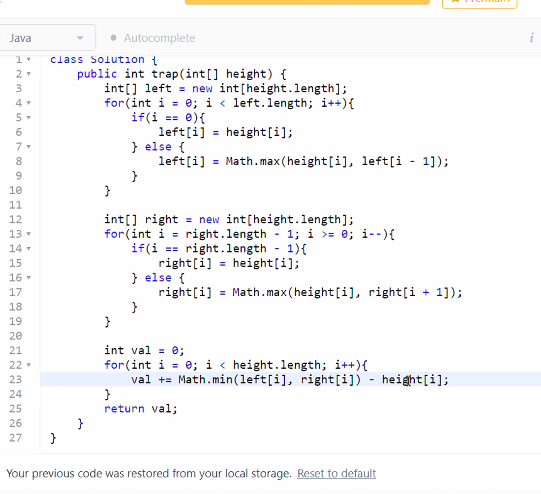 Premium
Java
Autocomplete
i
1 class Solution {
2 public int trap(int[] height) {
3 int[] left = new int[height.length];
4 for(int i = 0; i < left.length; i++){
5 if(i == 0){
6 left[i] = height[i];
7 } else {
8 left[i] = Math.max(height[i], left[i - 1]);
9 }
10 }
11
12 int[] right = new int[height.length];
13 for(int i = right.length - 1; i >= 0; i--){
14 if(i == right.length - 1){
15 right[i] = height[i];
16 } else {
17 right[i] = Math.max(height[i], right[i + 1]);
18 }
19 }
20
21 int val = 0;
22 for(int i = 0; i < height.length; i++){
23 val += Math.min(left[i], right[i]) - height[i];
24 }
25 return val;
26 }
27 }
Your previous code was restored from your local storage. Reset to default